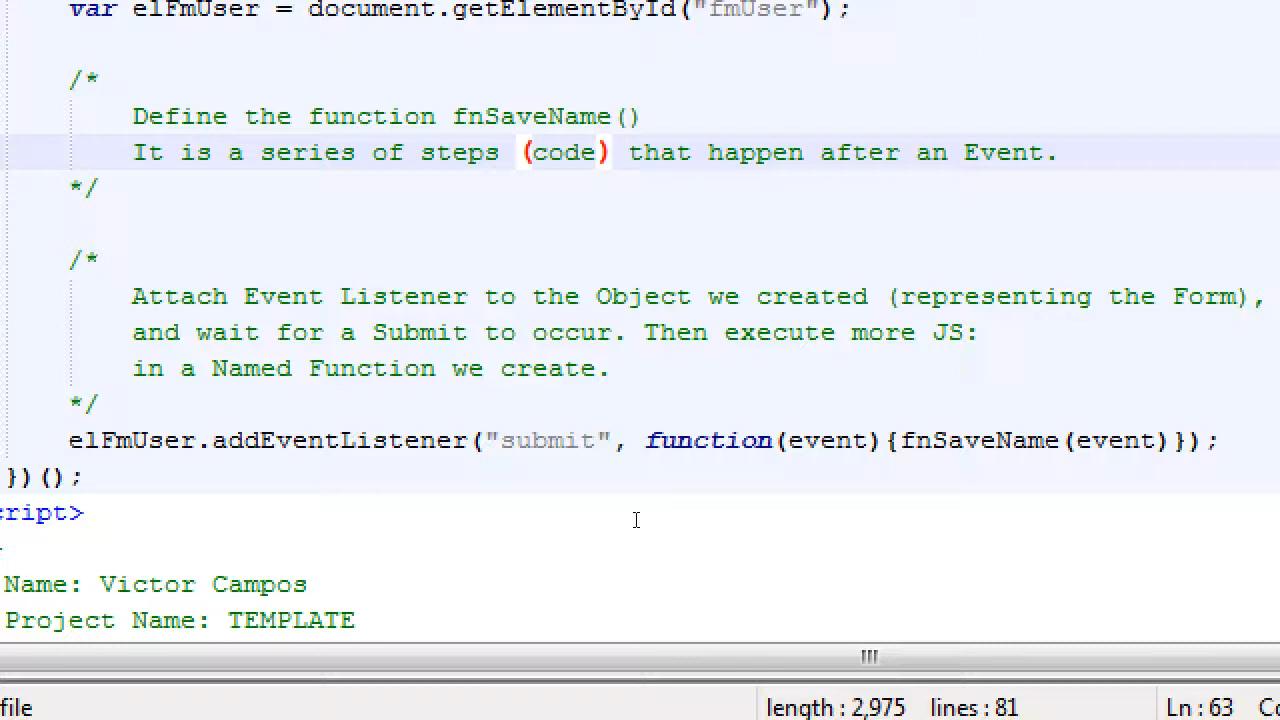 var elFmUser = document.getElementById("fmUser");
/*
Define the function fnSaveName()
It is a series of steps (code) that happen after an Event.
*/
/*
Attach Event Listener to the Object we created (representing the Form),
and wait for a Submit to occur. Then execute more JS:
in a Named Function we create.
*/
elFmUser.addEventListener("submit", function(event){fnSaveName(event)});
})();
cript>
Name: Victor Campos
Project Name: TEMPLATE
file length : 2,975 lines : 81 Ln : 63 Co